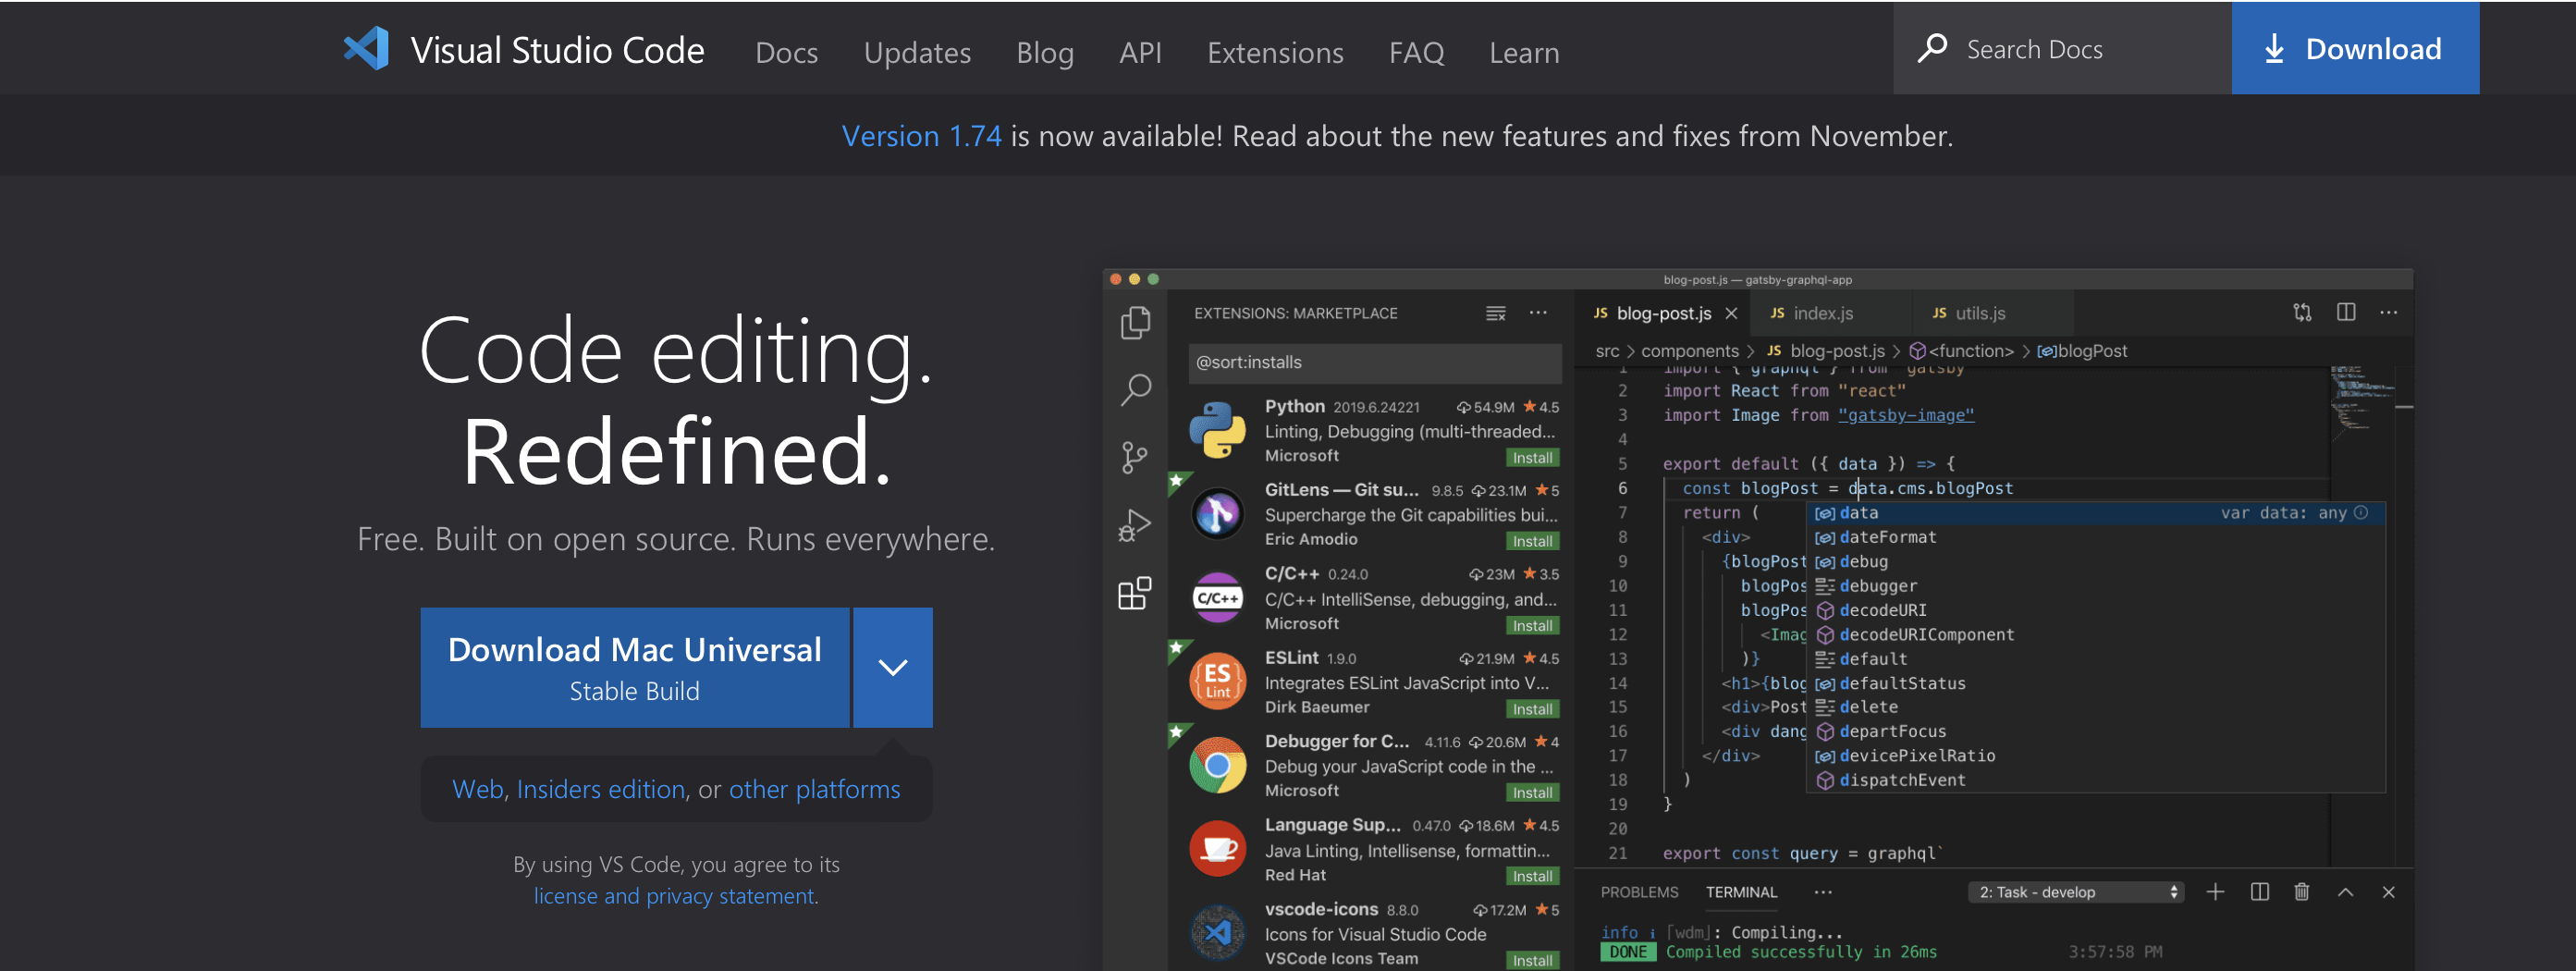 Visual Studio Code Docs Updates Blog API Extensions FAQ Learn Search Docs Download
Version 1.74 is now available! Read about the new features and fixes from November.
Code editing.
Redefined.
Free. Built on open source. Runs everywhere.
Download Mac Universal
Stable Build
Web, Insiders edition, or other platforms
By using VS Code, you agree to its
license and privacy statement.
blog-post.js — gatsby-graphql-app
EXTENSIONS: MARKETPLACE
@sort:installs
Python 2019.6.24221 54.9M 4.5
Linting, Debugging (multi-threaded...
Microsoft Install
GitLens — Git su... 9.8.5 23.1M 5
Supercharge the Git capabilities bui...
Eric Amodio Install
C/C++ 0.24.0 23M 3.5
C/C++
C/C++ IntelliSense, debugging, and...
Microsoft Install
ESLint 1.9.0 21.9M 4.5
ES
Lint
Integrates ESLint JavaScript into V...
Dirk Baeumer Install
Debugger for C... 4.11.6 20.6M 4
Debug your JavaScript code in the ...
Microsoft Install
Language Sup... 0.47.0 18.6M 4.5
Java Linting, Intellisense, formattin...
Red Hat Install
vscode-icons 8.8.0 17.2M 5
Icons for Visual Studio Code
VSCode Icons Team Install
JS blog-post.js JS index.js JS utils.js
src > components > JS blog-post.js > <function> > blogPost
1 import { graphql } from "gatsby"
2 import React from "react"
3 import Image from "gatsby-image"
4
5 export default ({ data }) => {
6 const blogPost = data.cms.blogPost
7 return (
8 <div>
9 {blogPost
10 blogPos
11 blogPos
12 <Imag
13 )}
14 <h1>{blog
15 <div>Post
16 <div dang
17 </div>
18 )
19 }
20
21 export const query = graphql`
data var data: any
dateFormat
debug
debugger
decodeURI
decodeURIComponent
default
defaultStatus
delete
departFocus
devicePixelRatio
dispatchEvent
PROBLEMS TERMINAL ... 2: Task - develop
info i [wdm]: Compiling...
DONE Compiled successfully in 26ms 3:57:58 PM